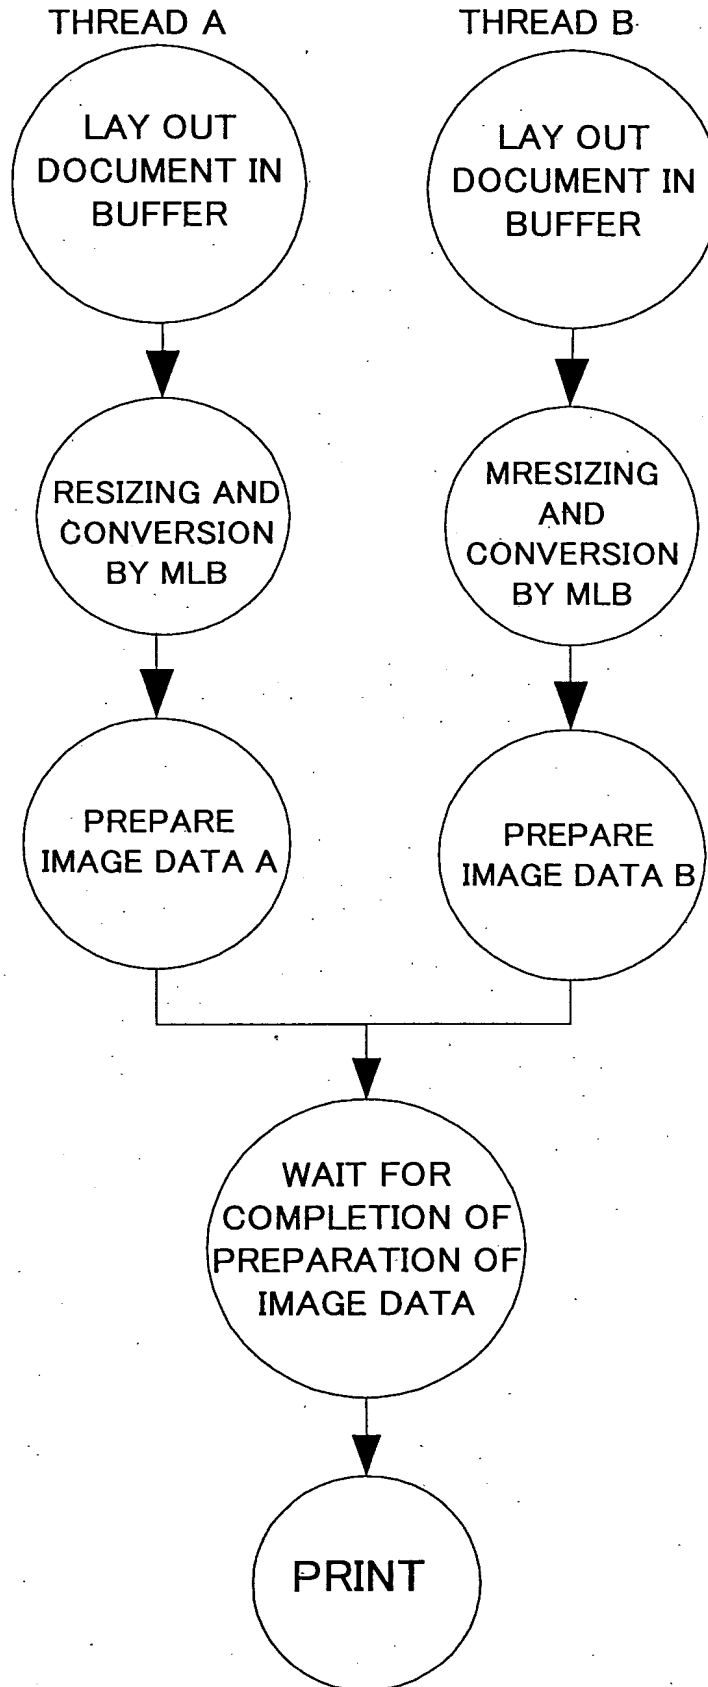 THREAD A
THREAD B
LAY OUT
DOCUMENT IN
BUFFER
LAY OUT
DOCUMENT IN
BUFFER
RESIZING AND
CONVERSION
BY MLB
MRESIZING
AND
CONVERSION
BY MLB
PREPARE
IMAGE DATA A
PREPARE
IMAGE DATA B
WAIT FOR
COMPLETION OF
PREPARATION OF
IMAGE DATA
PRINT